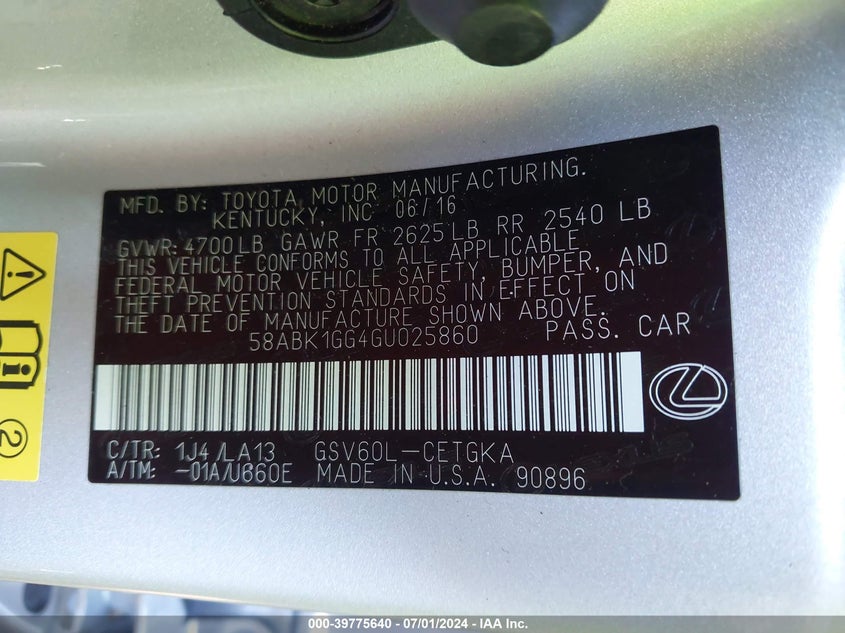 MFD. BY: TOYOTA MOTOR MANUFACTURING.
KENTUCKY, INC 06/16
GVWR: 4700LB GAWR FR 2625LB RR 2540 LB
THIS VEHICLE CONFORMS TO ALL APPLICABLE
FEDERAL MOTOR VEHICLE SAFETY, BUMPER, AND
THEFT PREVENTION STANDARDS IN EFFECT ON
THE DATE OF MANUFACTURE SHOWN ABOVE.
58ABK1GG4GU025860 PASS. CAR
C/TR: 1J4 /LA13 GSV60L-CETGKA
A/TM: -01A/U660E MADE IN U.S.A. 90896
2
000-39775640 - 07/01/2024 - IAA Inc.